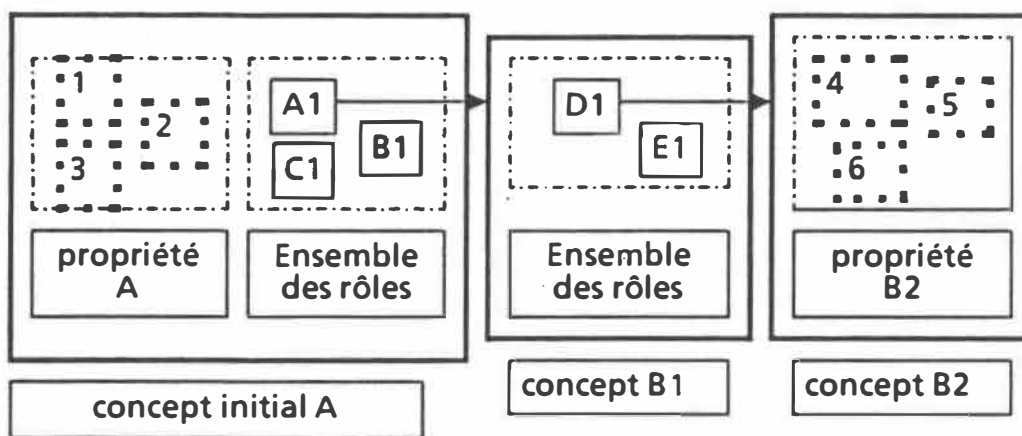 1
2
3
A1
B1
C1
D1
E1
4
5
6
propriété
A
Ensemble
des rôles
Ensemble
des rôles
propriété
B2
concept initial A
concept B1
concept B2